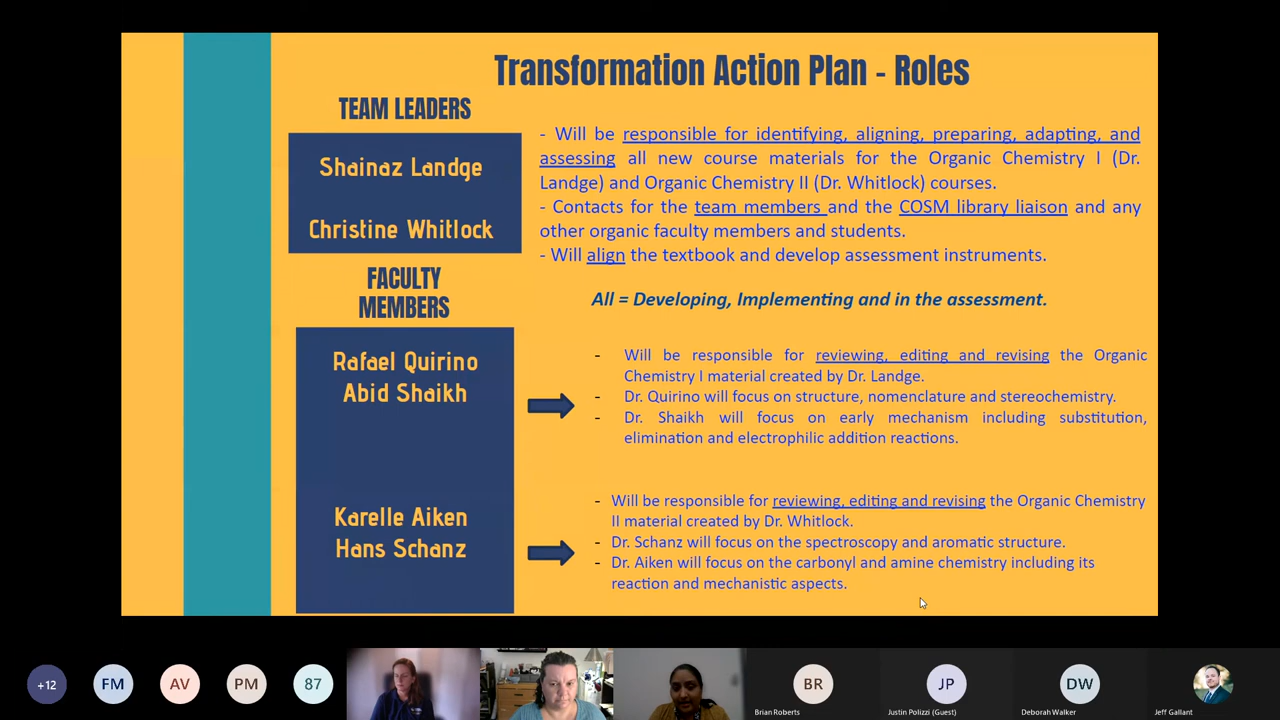 Transformation Action Plan - Roles
TEAM LEADERS
Shainaz Landge
Christine Whitlock
- Will be responsible for identifying, aligning, preparing, adapting, and
assessing all new course materials for the Organic Chemistry I (Dr.
Landge) and Organic Chemistry II (Dr. Whitlock) courses.
- Contacts for the team members and the COSM library liaison and any
other organic faculty members and students.
- Will align the textbook and develop assessment instruments.
FACULTY
MEMBERS
All = Developing, Implementing and in the assessment.
Rafael Quirino
Abid Shaikh
- Will be responsible for reviewing, editing and revising the Organic
Chemistry I material created by Dr. Landge.
- Dr. Quirino will focus on structure, nomenclature and stereochemistry.
- Dr. Shaikh will focus on early mechanism including substitution,
elimination and electrophilic addition reactions.
Karelle Aiken
Hans Schanz
- Will be responsible for reviewing, editing and revising the Organic Chemistry
II material created by Dr. Whitlock.
- Dr. Schanz will focus on the spectroscopy and aromatic structure.
- Dr. Aiken will focus on the carbonyl and amine chemistry including its
reaction and mechanistic aspects.
+12
FM
AV
PM
87
BR
Brian Roberts
JP
Justin Polizzi (Guest)
DW
Deborah Walker
Jeff Gallant